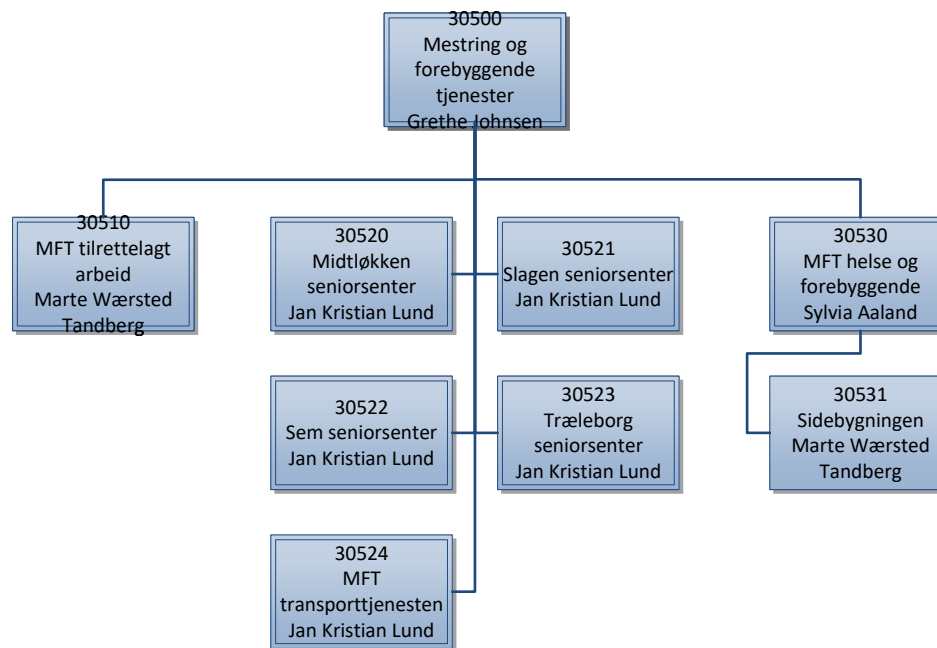 30500
Mestring og
forebyggende
tjenester
Grethe Johnsen
30510
MFT tilrettelagt
arbeid
Marte Wærsted
Tandberg
30520
Midtløkken
seniorsenter
Jan Kristian Lund
30521
Slagen seniorsenter
Jan Kristian Lund
30530
MFT helse og
forebyggende
Sylvia Aaland
30522
Sem seniorsenter
Jan Kristian Lund
30523
Træleborg
seniorsenter
Jan Kristian Lund
30531
Sidebygningen
Marte Wærsted
Tandberg
30524
MFT
transporttjenesten
Jan Kristian Lund